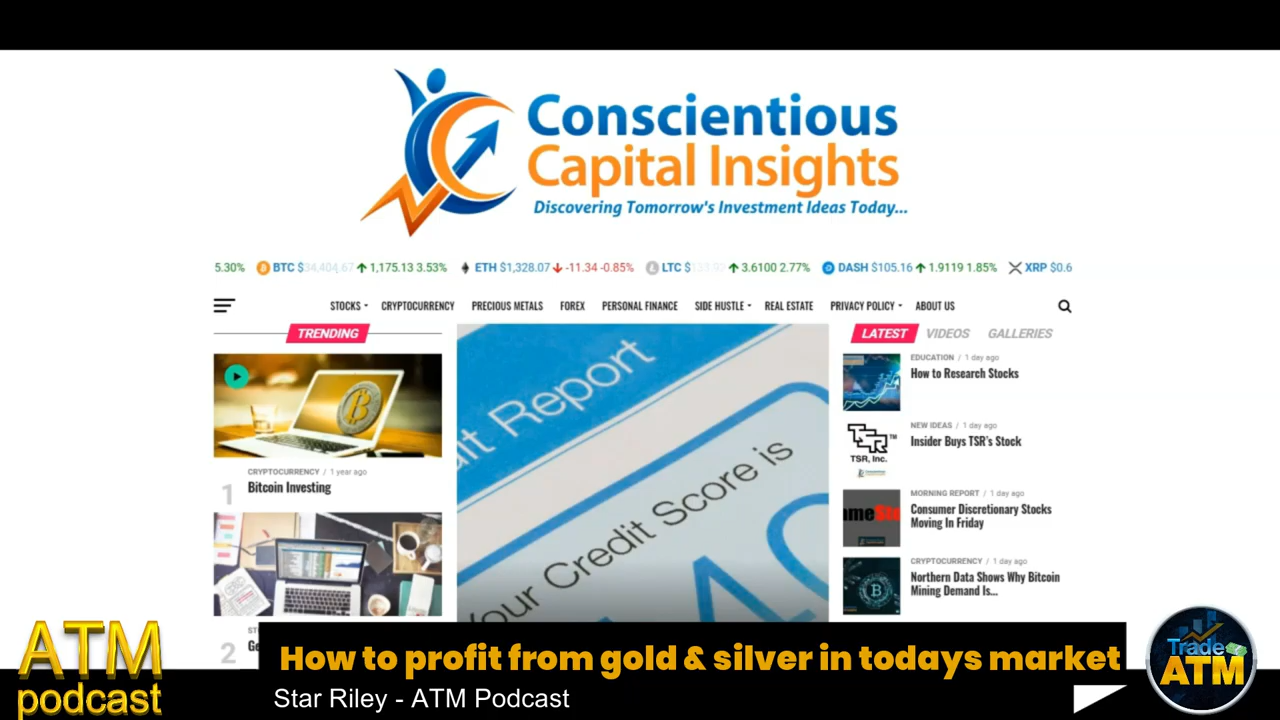 Conscientious
Capital Insights
Discovering Tomorrow's Investment Ideas Today...
5.30% BTC $34,404.67 1,175.13 3.53% ETH $1,328.07 -11.34 -0.85% LTC $ 3.6100 2.77% DASH $105.16 1.9119 1.85% XRP $0.6
STOCKS CRYPTOCURRENCY PRECIOUS METALS FOREX PERSONAL FINANCE SIDE HUSTLE REAL ESTATE PRIVACY POLICY ABOUT US
TRENDING
CRYPTOCURRENCY / 1 year ago
1 Bitcoin Investing
2
Report
Your Credit Score is
LATEST VIDEOS GALLERIES
EDUCATION / 1 day ago
How to Research Stocks
NEW IDEAS / 1 day ago
Insider Buys TSR's Stock
TSR™
TSR, Inc.
MORNING REPORT / 1 day ago
Consumer Discretionary Stocks
Moving In Friday
ameSto
CRYPTOCURRENCY / 1 day ago
Northern Data Shows Why Bitcoin
Mining Demand Is...
ATM
podcast
How to profit from gold & silver in todays market
Star Riley - ATM Podcast
Trade
ATM